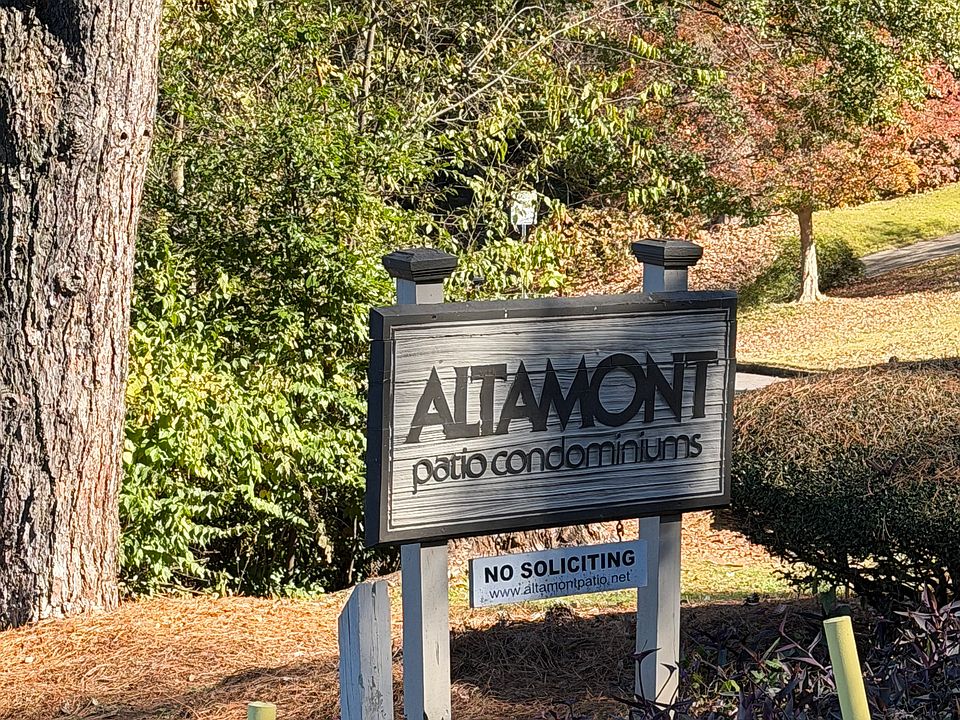 ALTAMONT
patio condominiums
NO SOLICITING
www.altamontpatio.net